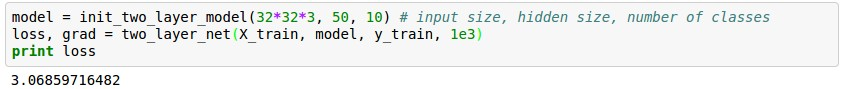 model = init_two_layer_model(32*32*3, 50, 10) # input size, hidden size, number of classes
loss, grad = two_layer_net(X_train, model, y_train, 1e3)
print loss
3.06859716482